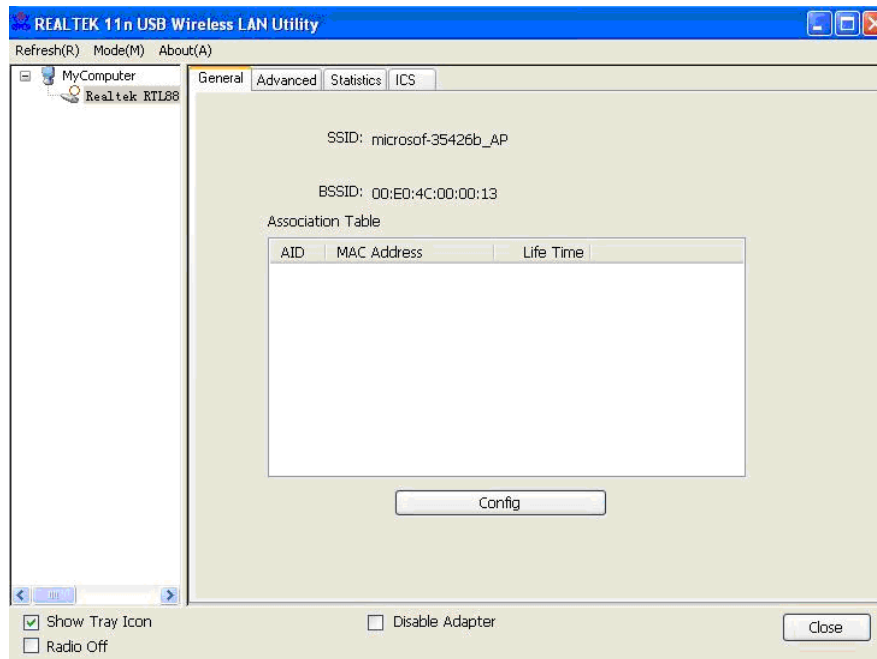 REALTEK 11n USB Wireless LAN Utility
Refresh(R) Mode(M) About(A)
MyComputer
Realtek RTL88
General Advanced Statistics ICS
SSID: microsof-35426b_AP
BSSID: 00:E0:4C:00:00:13
Association Table
AID MAC Address Life Time
Config
Show Tray Icon
Radio Off
Disable Adapter
Close